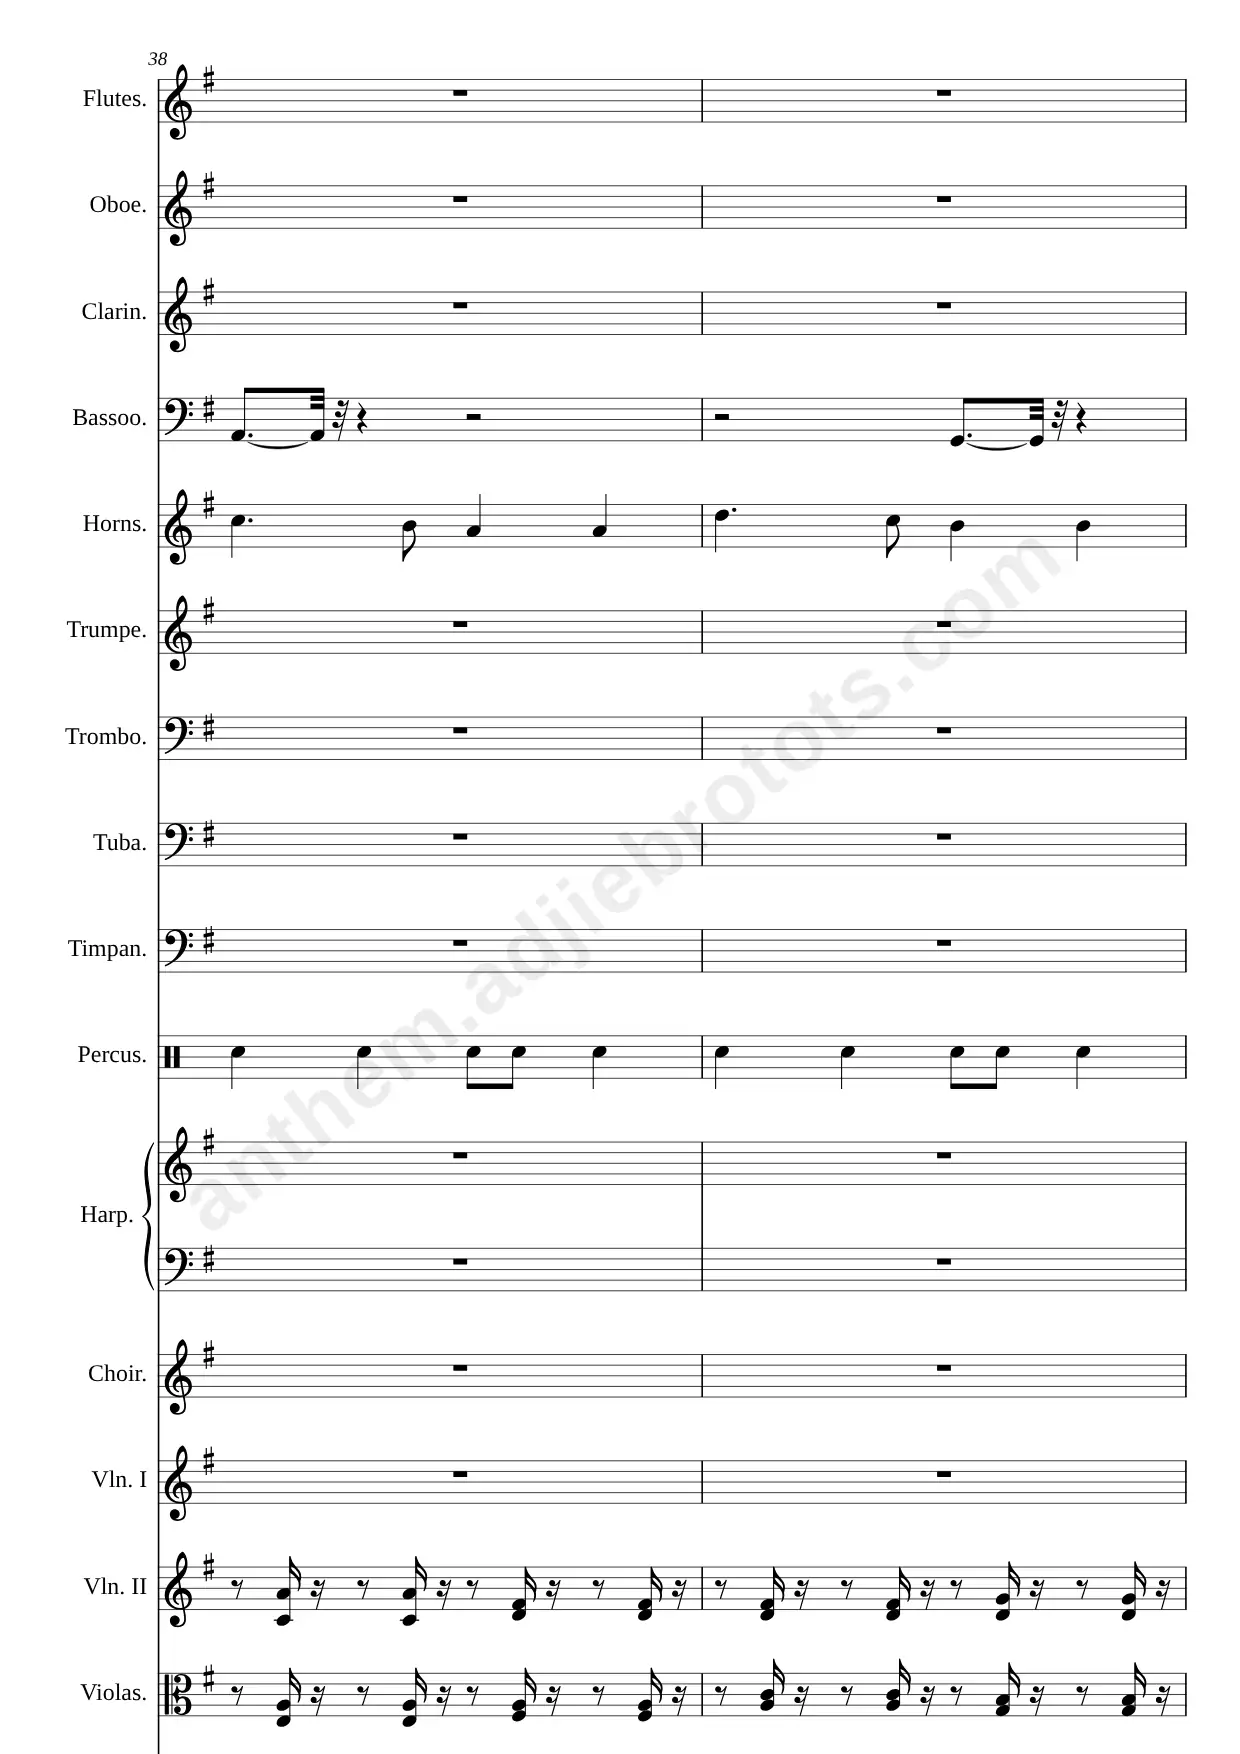 38
Flutes.
Oboe.
Clarin.
Bassoo.
Horns.
Trumpe.
Trombo.
Tuba.
Timpan.
Percus.
Harp.
Choir.
Vln. I
Vln. II
Violas.
anthem.adjiebrotots.com